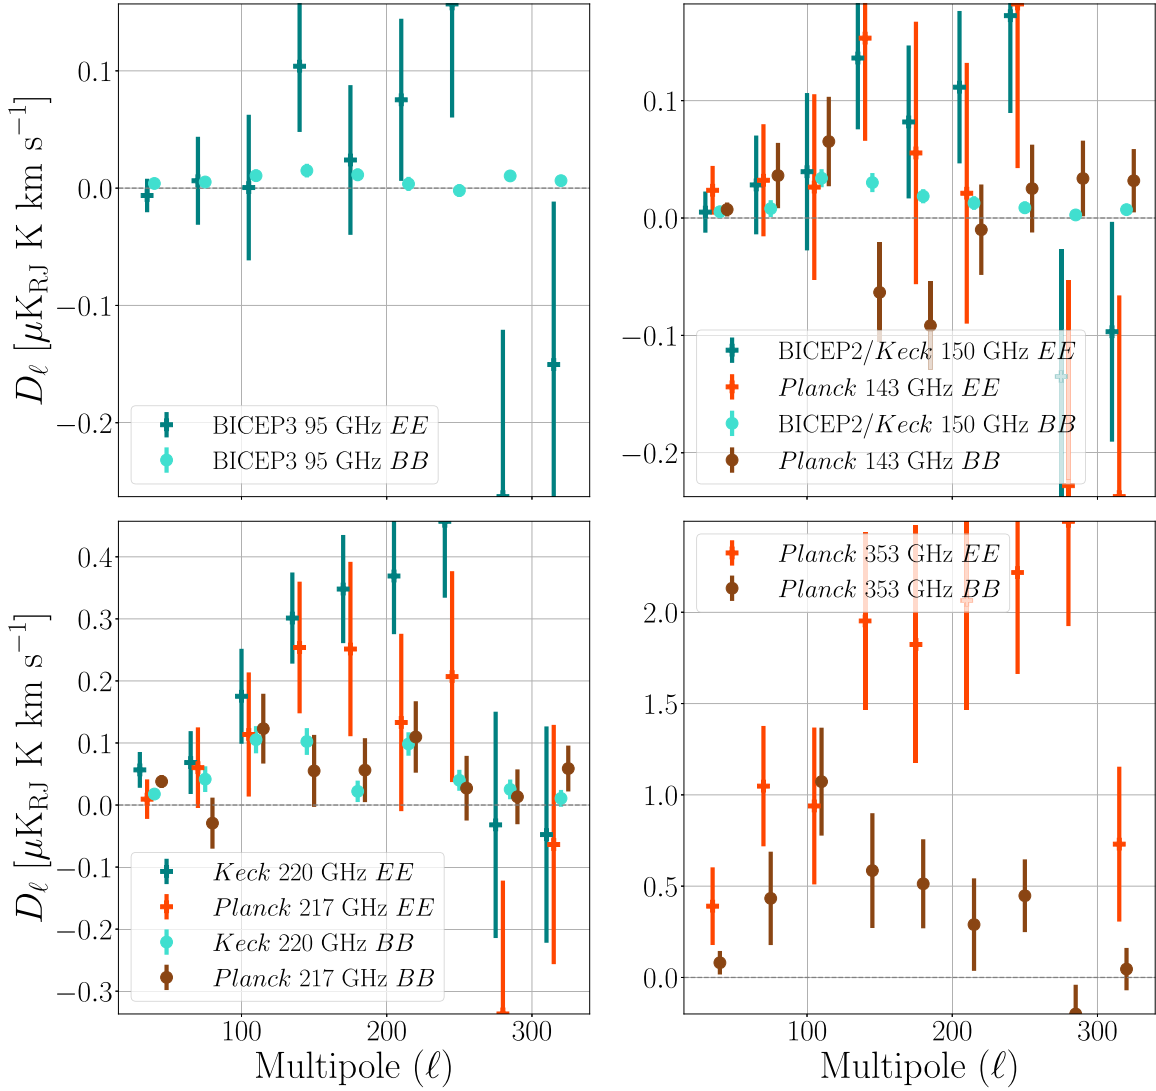 0.1
0.0
−0.1
−0.2
D_ℓ [μK_RJ K km s⁻¹]
BICEP3 95 GHz EE
BICEP3 95 GHz BB
0.1
0.0
−0.1
−0.2
BICEP2/Keck 150 GHz EE
Planck 143 GHz EE
BICEP2/Keck 150 GHz BB
Planck 143 GHz BB
0.4
0.3
0.2
0.1
0.0
−0.1
−0.2
−0.3
D_ℓ [μK_RJ K km s⁻¹]
Keck 220 GHz EE
Planck 217 GHz EE
Keck 220 GHz BB
Planck 217 GHz BB
100 200 300
Multipole (ℓ)
2.0
1.5
1.0
0.5
0.0
Planck 353 GHz EE
Planck 353 GHz BB
100 200 300
Multipole (ℓ)